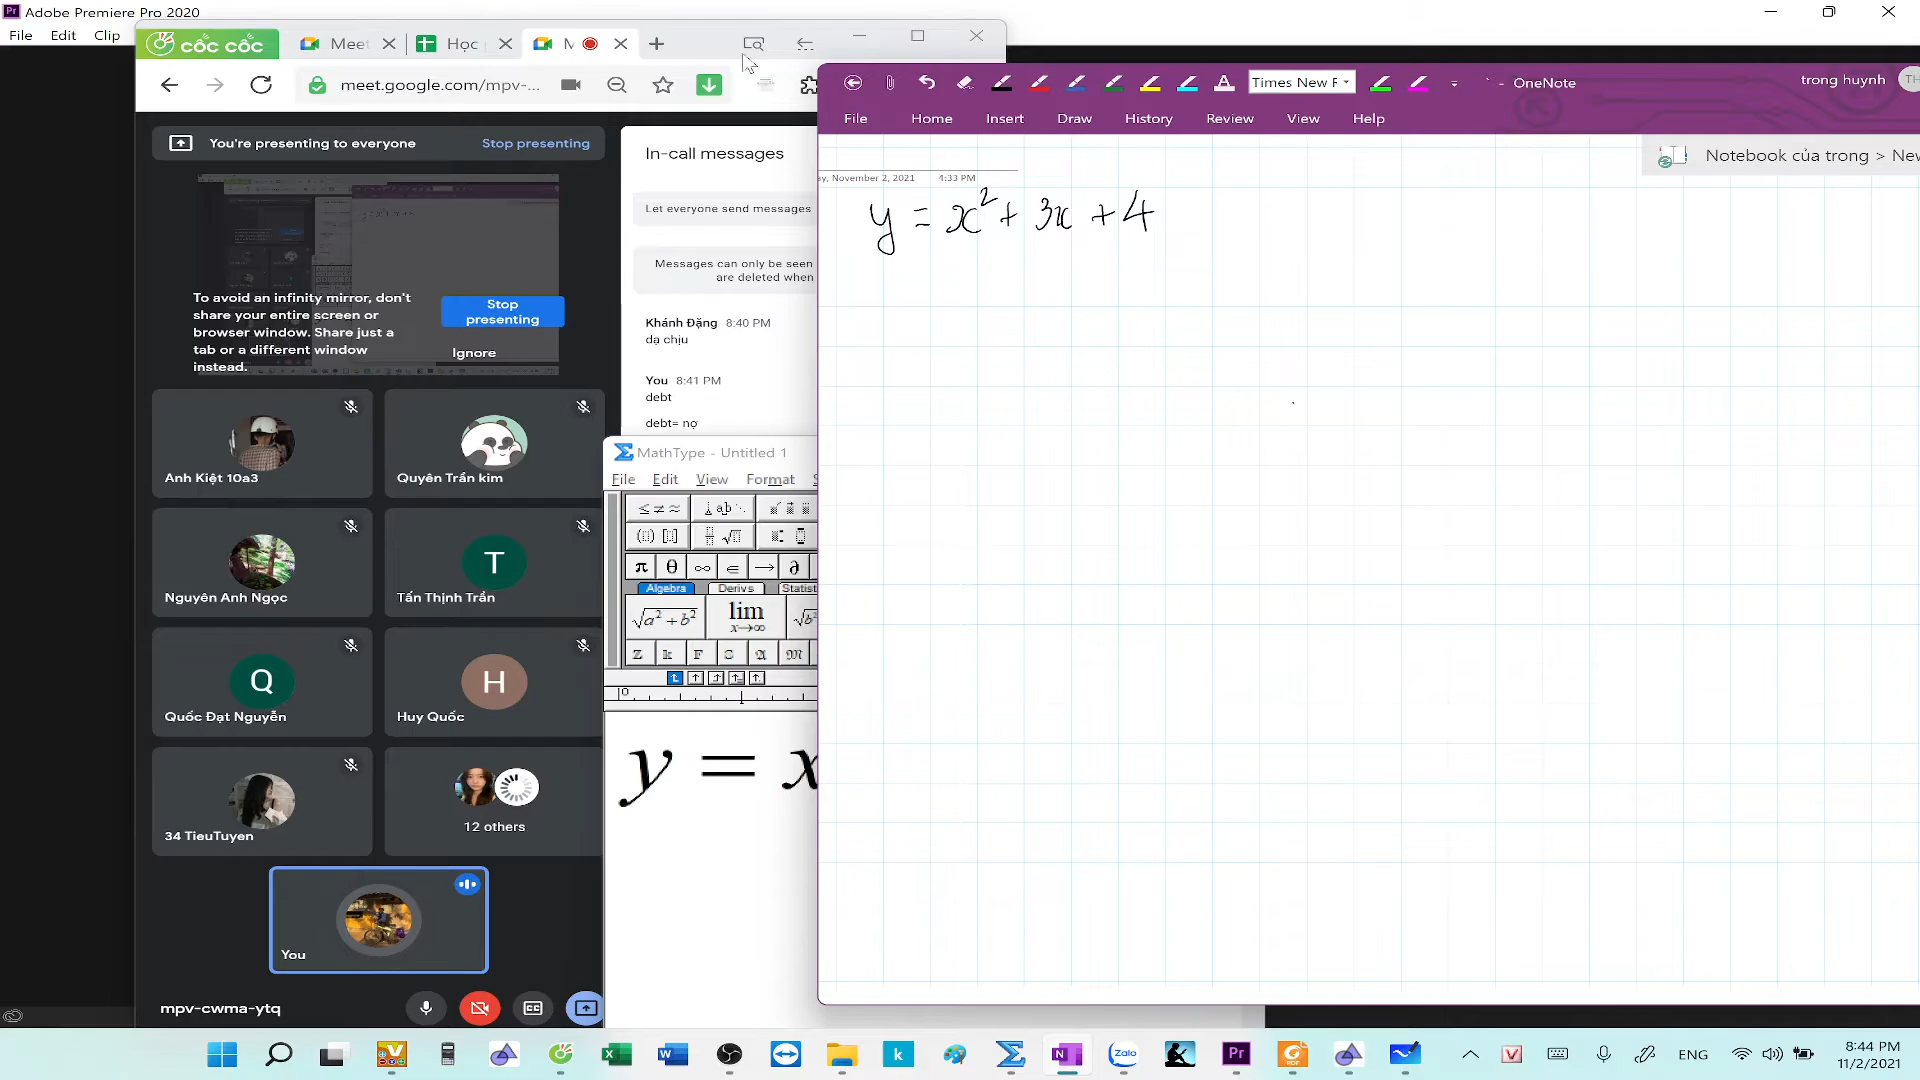 Adobe Premiere Pro 2020
File Edit Clip
cốc cốc
Meet
Học
M
meet.google.com/mpv-...
You're presenting to everyone
Stop presenting
To avoid an infinity mirror, don't
share your entire screen or
browser window. Share just a
tab or a different window
instead.
Stop
presenting
Ignore
In-call messages
Let everyone send messages
Messages can only be seen
are deleted when
Khánh Đặng 8:40 PM
dạ chịu
You 8:41 PM
debt
debt= nợ
Anh Kiệt 10a3
Quyên Trần kim
Nguyên Anh Ngọc
T
Tấn Thịnh Trần
Q
Quốc Đạt Nguyễn
H
Huy Quốc
34 TieuTuyen
12 others
You
mpv-cwma-ytq
MathType - Untitled 1
File Edit View Format S
≤ ≠ ≈
π θ ∞ ∈ → ∂
Algebra Derivs Statist
√a² + b² lim x→∞
y = x
Times New F
- OneNote
trong huynh
TH
File Home Insert Draw History Review View Help
Notebook của trong > New
ay, November 2, 2021 4:33 PM
y = x² + 3x + 4
ENG
8:44 PM
11/2/2021
Zalo